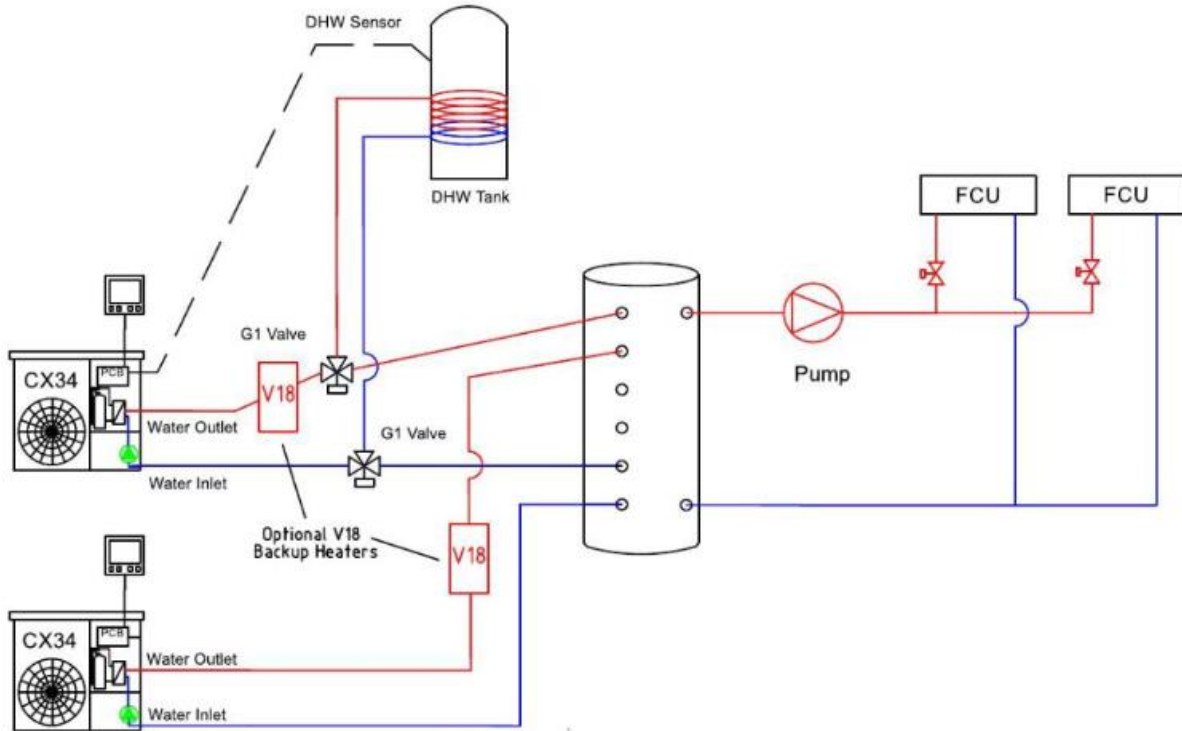 DHW Sensor
DHW Tank
FCU
FCU
G1 Valve
Pump
CX34
PCB
V18
Water Outlet
G1 Valve
Water Inlet
Optional V18
Backup Heaters
V18
CX34
PCB
Water Outlet
Water Inlet